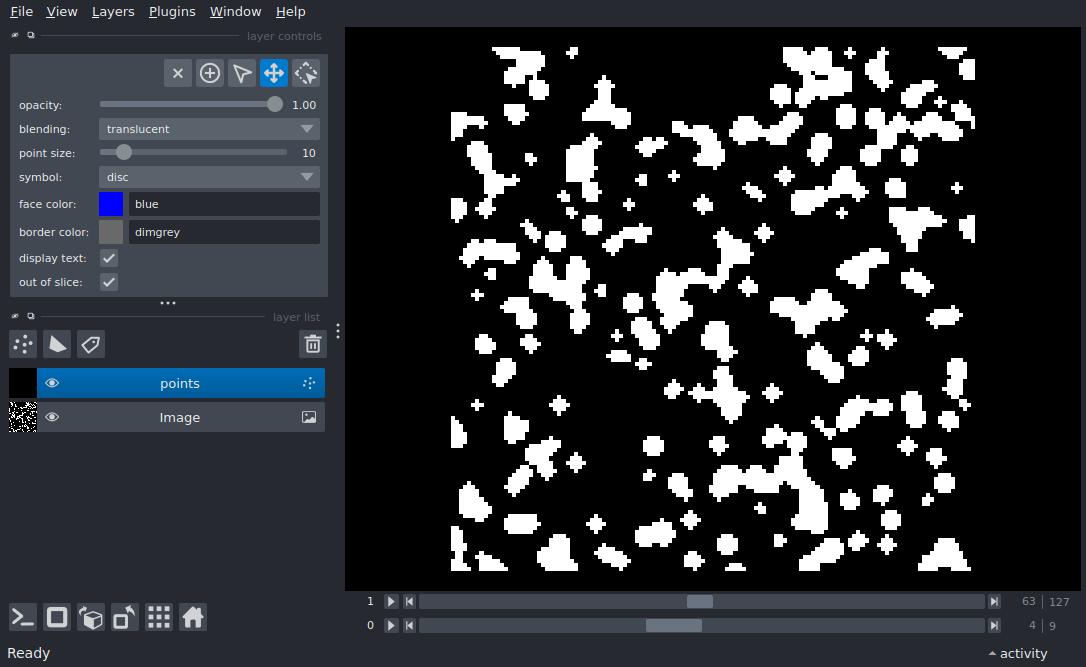 File View Layers Plugins Window Help
layer controls
opacity: 1.00
blending: translucent
point size: 10
symbol: disc
face color: blue
border color: dimgrey
display text:
out of slice:
layer list
points
Image
1 63 127
0 4 9
Ready activity